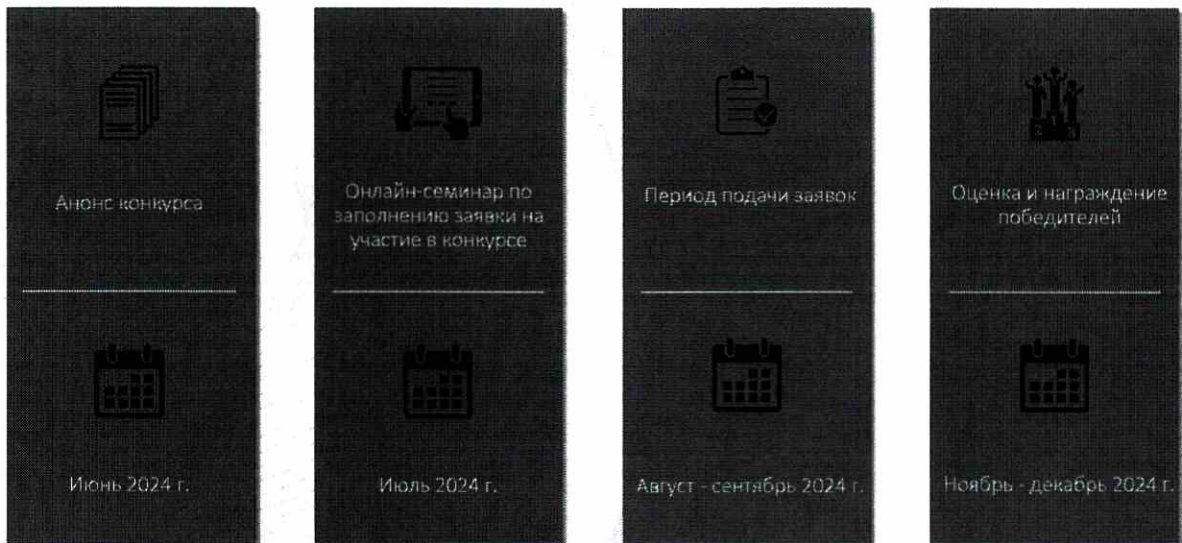 Анонс конкурса
Онлайн-семинар по
заполнению заявки на
участие в конкурсе
Период подачи заявок
Оценка и награждение
победителей
Июнь 2024 г.
Июль 2024 г.
Август - сентябрь 2024 г.
Ноябрь - декабрь 2024 г.